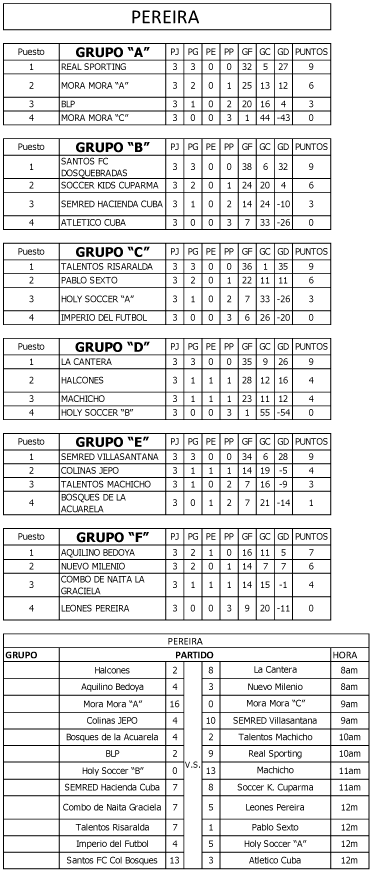 PEREIRA
Puesto GRUPO “A” PJ PG PE PP GF GC GD PUNTOS
1 REAL SPORTING 3 3 0 0 32 5 27 9
2 MORA MORA “A” 3 2 0 1 25 13 12 6
3 BLP 3 1 0 2 20 16 4 3
4 MORA MORA “C” 3 0 0 3 1 44 -43 0
Puesto GRUPO “B” PJ PG PE PP GF GC GD PUNTOS
1 SANTOS FC DOSQUEBRADAS 3 3 0 0 38 6 32 9
2 SOCCER KIDS CUPARMA 3 2 0 1 24 20 4 6
3 SEMRED HACIENDA CUBA 3 1 0 2 14 24 -10 3
4 ATLETICO CUBA 3 0 0 3 7 33 -26 0
Puesto GRUPO “C” PJ PG PE PP GF GC GD PUNTOS
1 TALENTOS RISARALDA 3 3 0 0 36 1 35 9
2 PABLO SEXTO 3 2 0 1 22 11 11 6
3 HOLY SOCCER “A” 3 1 0 2 7 33 -26 3
4 IMPERIO DEL FUTBOL 3 0 0 3 6 26 -20 0
Puesto GRUPO “D” PJ PG PE PP GF GC GD PUNTOS
1 LA CANTERA 3 3 0 0 35 9 26 9
2 HALCONES 3 1 1 1 28 12 16 4
3 MACHICHO 3 1 1 1 23 11 12 4
4 HOLY SOCCER “B” 3 0 0 3 1 55 -54 0
Puesto GRUPO “E” PJ PG PE PP GF GC GD PUNTOS
1 SEMRED VILLASANTANA 3 3 0 0 34 6 28 9
2 COLINAS JEPO 3 1 1 1 14 19 -5 4
3 TALENTOS MACHICHO 3 1 0 2 7 16 -9 3
4 BOSQUES DE LA ACUARELA 3 0 1 2 7 21 -14 1
Puesto GRUPO “F” PJ PG PE PP GF GC GD PUNTOS
1 AQUILINO BEDOYA 3 2 1 0 16 11 5 7
2 NUEVO MILENIO 3 2 0 1 14 7 7 6
3 COMBO DE NAITA LA GRACIELA 3 1 1 1 14 15 -1 4
4 LEONES PEREIRA 3 0 0 3 9 20 -11 0
PEREIRA
GRUPO PARTIDO HORA
Halcones 2 8 La Cantera 8am
Aquilino Bedoya 4 3 Nuevo Milenio 8am
Mora Mora “A” 16 0 Mora Mora “C” 9am
Colinas JEPO 4 10 SEMRED Villasantana 9am
Bosques de la Acuarela 4 2 Talentos Machicho 10am
BLP 2 9 Real Sporting 10am
V.S.
Holy Soccer “B” 0 13 Machicho 11am
SEMRED Hacienda Cuba 7 8 Soccer K. Cuparma 11am
Combo de Naita Graciela 7 5 Leones Pereira 12m
Talentos Risaralda 7 1 Pablo Sexto 12m
Imperio del Futbol 4 5 Holy Soccer “A” 12m
Santos FC Col Bosques 13 3 Atletico Cuba 12m